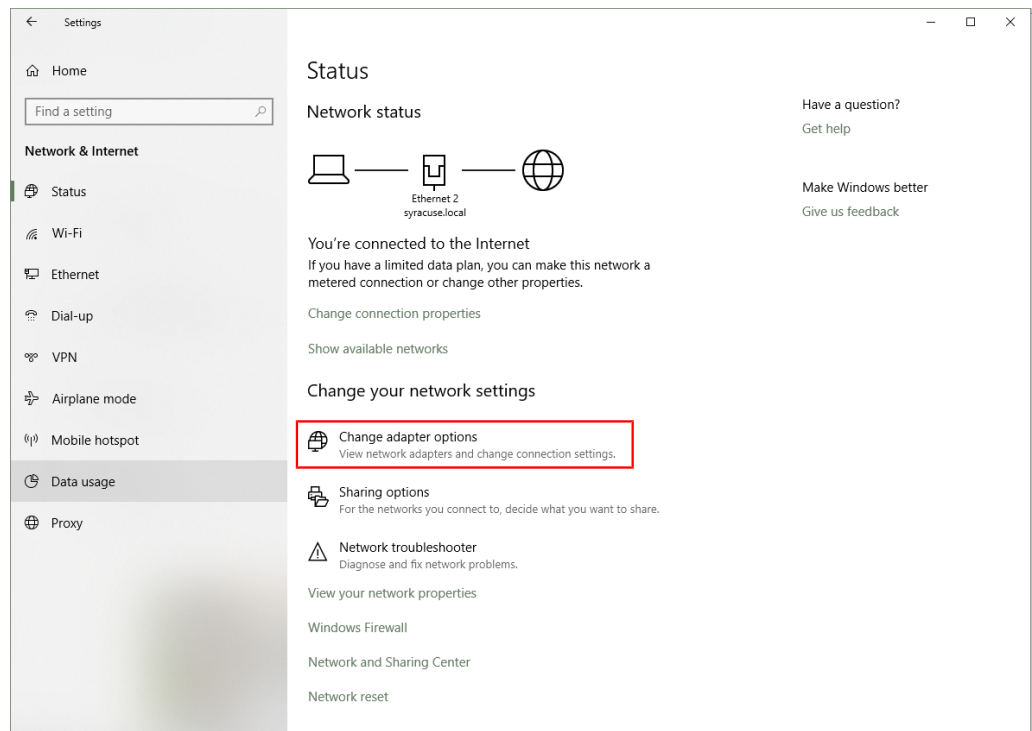 Settings
Home
Find a setting
Network & Internet
Status
Wi-Fi
Ethernet
Dial-up
VPN
Airplane mode
Mobile hotspot
Data usage
Proxy
Status
Network status
Ethernet 2
syracuse.local
You're connected to the Internet
If you have a limited data plan, you can make this network a
metered connection or change other properties.
Change connection properties
Show available networks
Change your network settings
Change adapter options
View network adapters and change connection settings.
Sharing options
For the networks you connect to, decide what you want to share.
Network troubleshooter
Diagnose and fix network problems.
View your network properties
Windows Firewall
Network and Sharing Center
Network reset
Have a question?
Get help
Make Windows better
Give us feedback